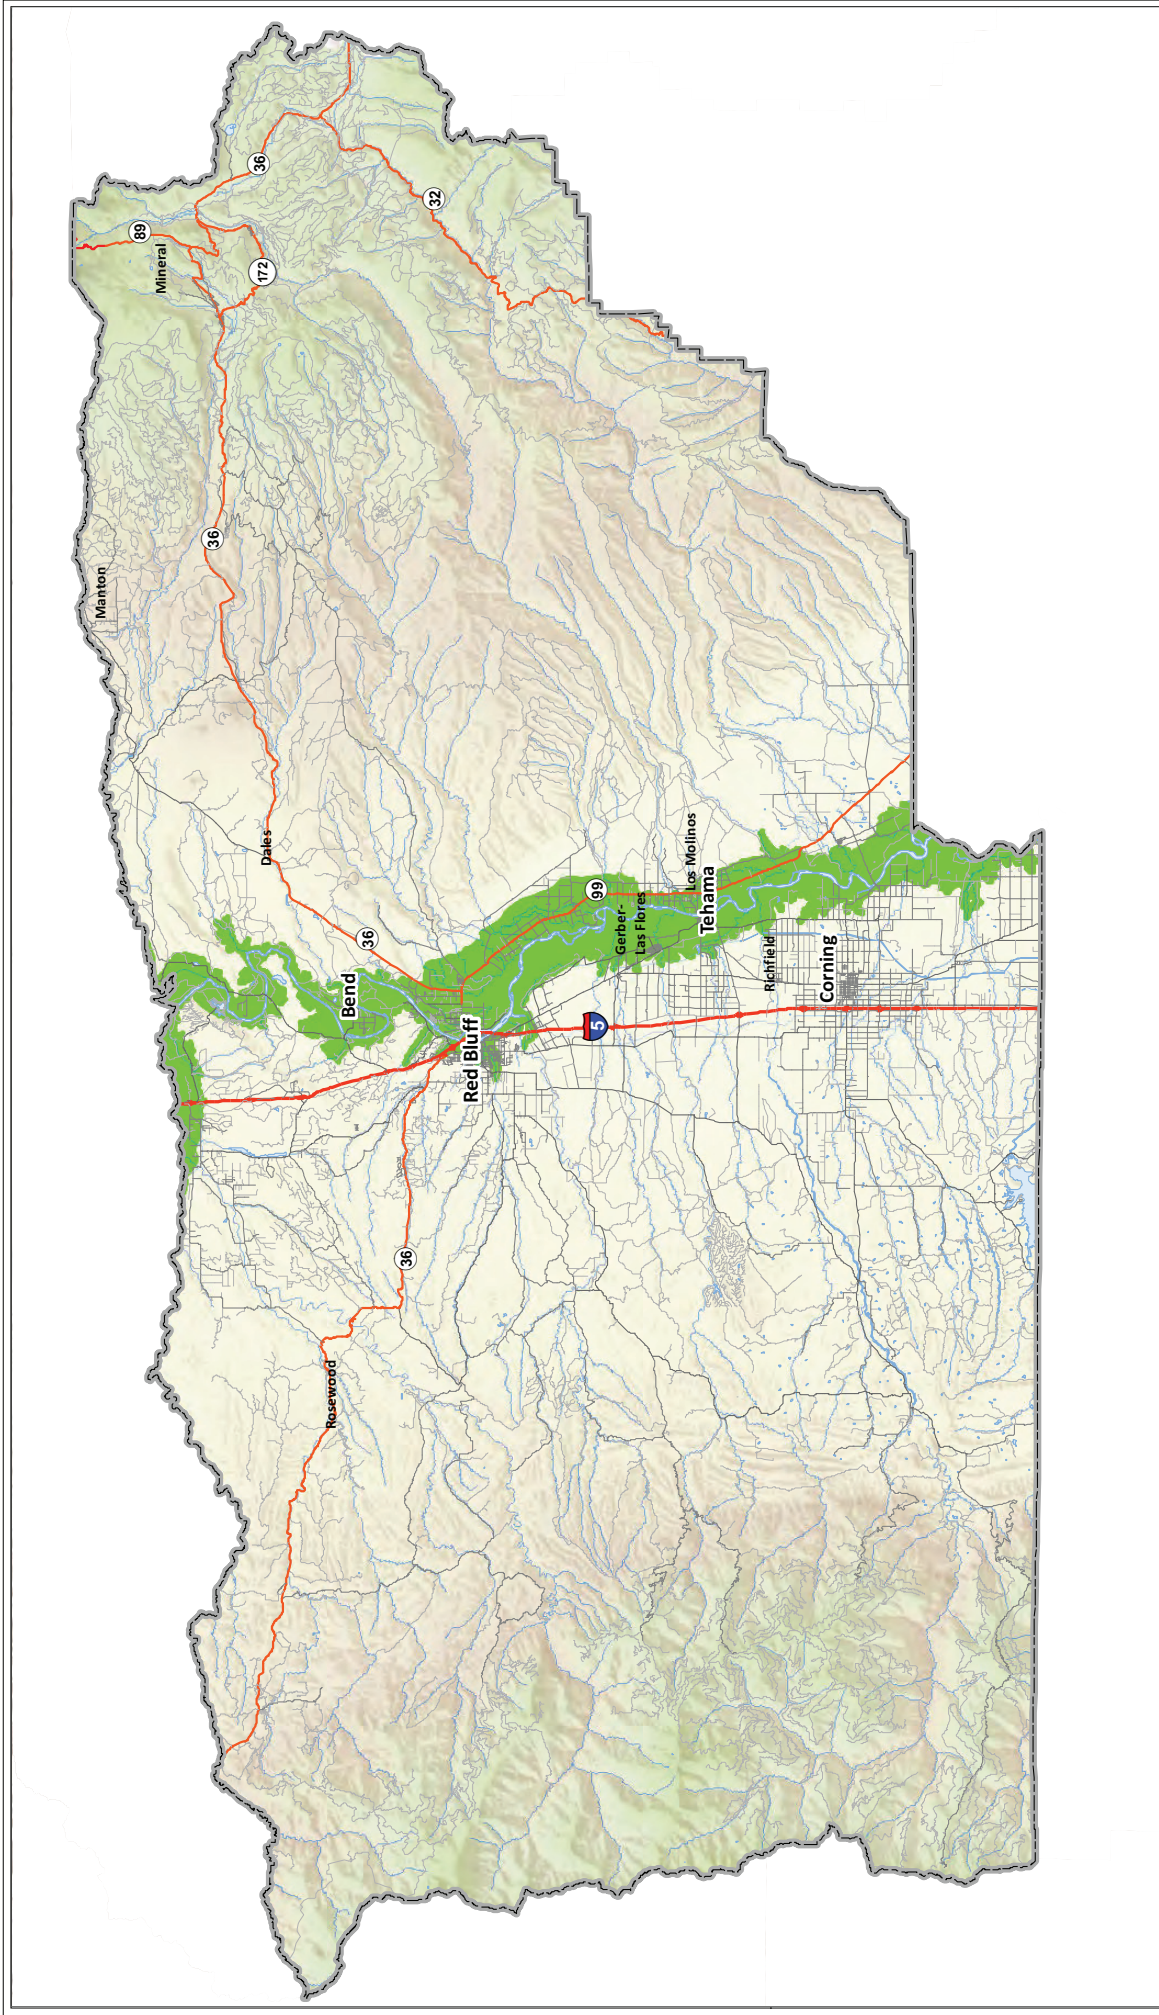 36
89
Mineral
172
32
36
Manton
Dales
36
Bend
99
Los Molinos
Tehama
Gerber-
Las Flores
Richfield
Corning
Red Bluff
5
36
Rosewood